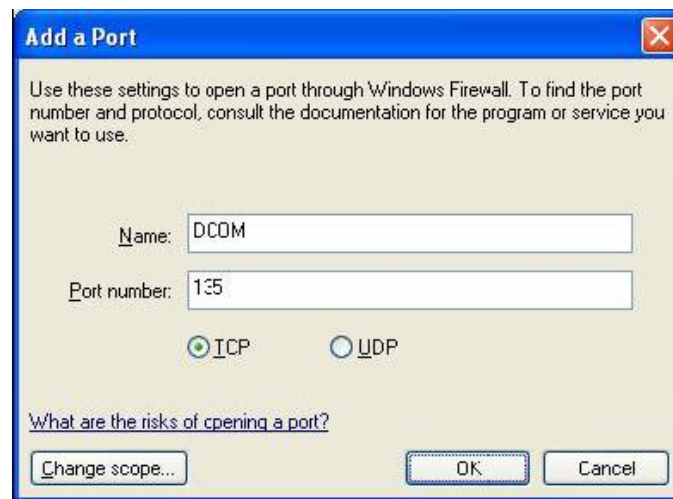 Add a Port
Use these settings to open a port through Windows Firewall. To find the port
number and protocol, consult the documentation for the program or service you
want to use.
Name: DCOM
Port number: 135
TCP UDP
What are the risks of opening a port?
Change scope... OK Cancel